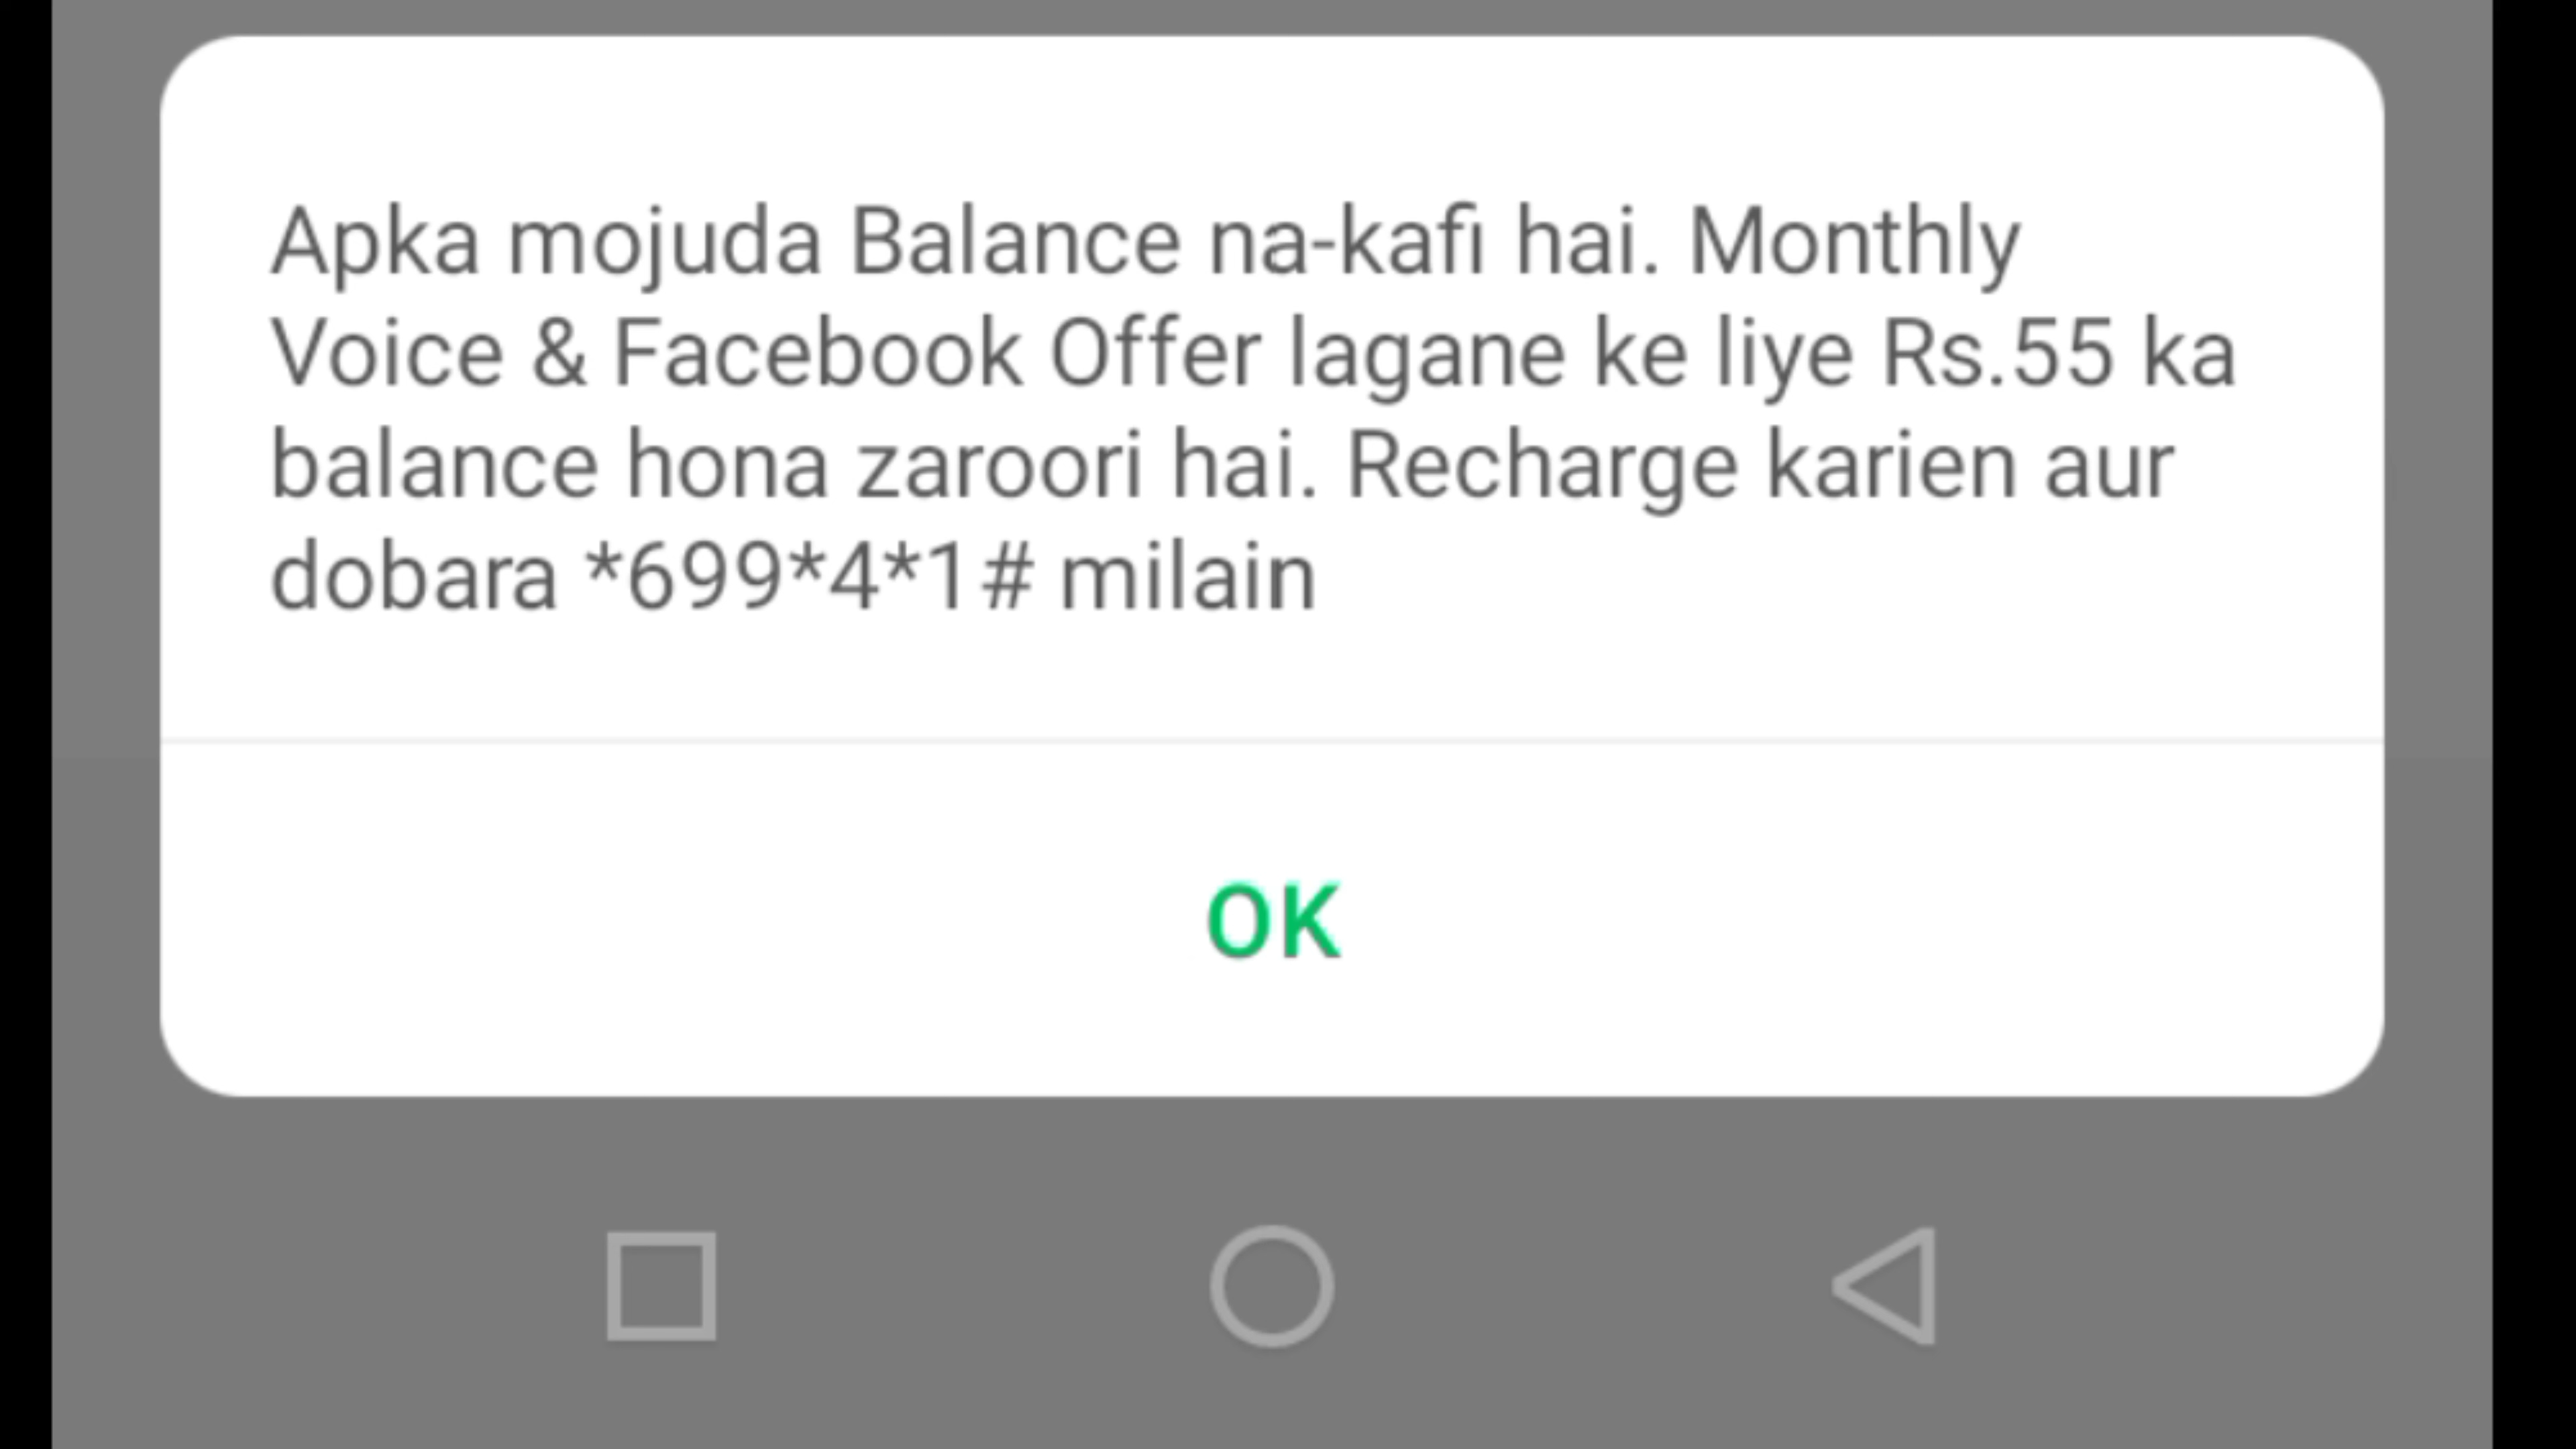 Apka mojuda Balance na-kafi hai. Monthly
Voice & Facebook Offer lagane ke liye Rs.55 ka
balance hona zaroori hai. Recharge karien aur
dobara *699*4*1# milain
OK